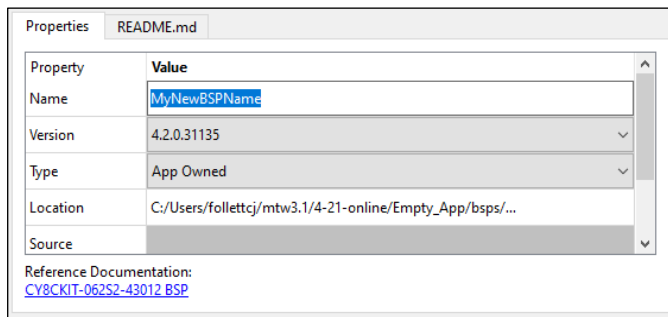 Properties README.md
Property Value
Name MyNewBSPName
Version 4.2.0.31135
Type App Owned
Location C:/Users/follettcj/mtw3.1/4-21-online/Empty_App/bsps/...
Source
Reference Documentation:
CY8CKIT-062S2-43012 BSP